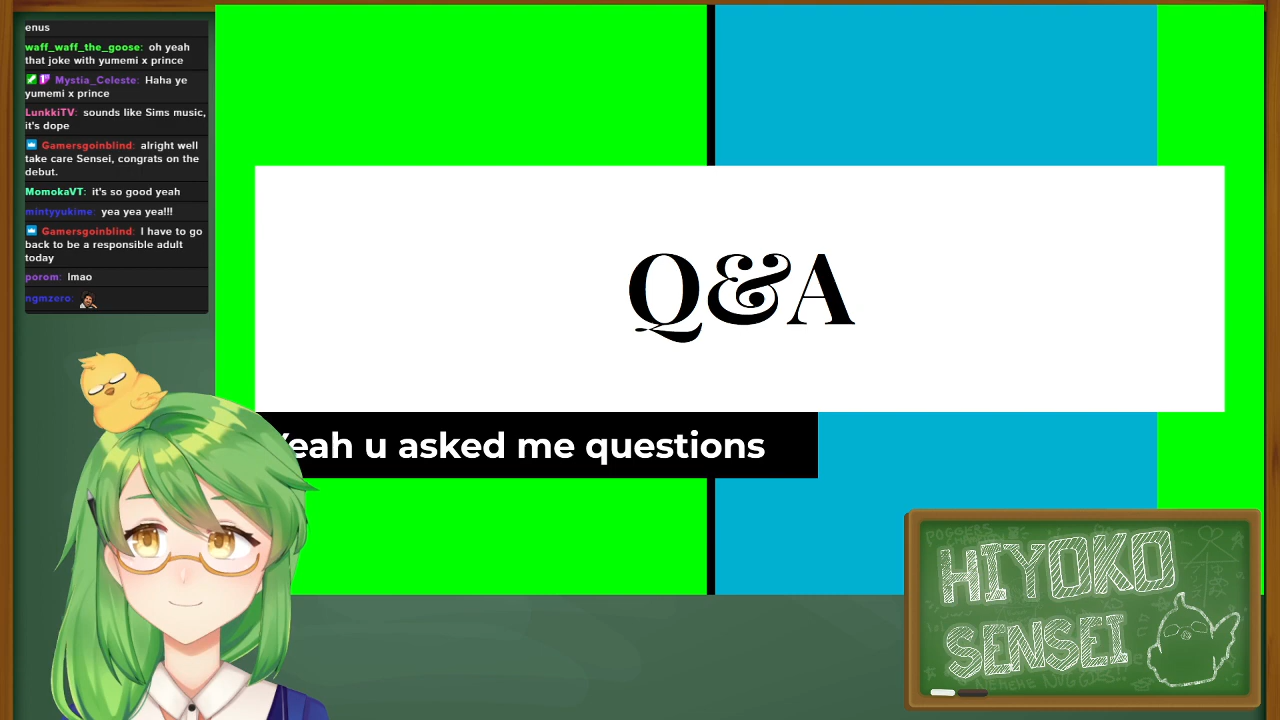 enus
waff_waff_the_goose: oh yeah
that joke with yumemi x prince
Mystia_Celeste: Haha ye
yumemi x prince
LunkkiTV: sounds like Sims music,
it's dope
Gamersgoinblind: alright well
take care Sensei, congrats on the
debut.
MomokaVT: it's so good yeah
mintyyukime: yea yea yea!!!
Gamersgoinblind: I have to go
back to be a responsible adult
today
porom: lmao
ngmzero:
Q&A
Yeah u asked me questions
POGGERS
HIYOKO
SENSEI